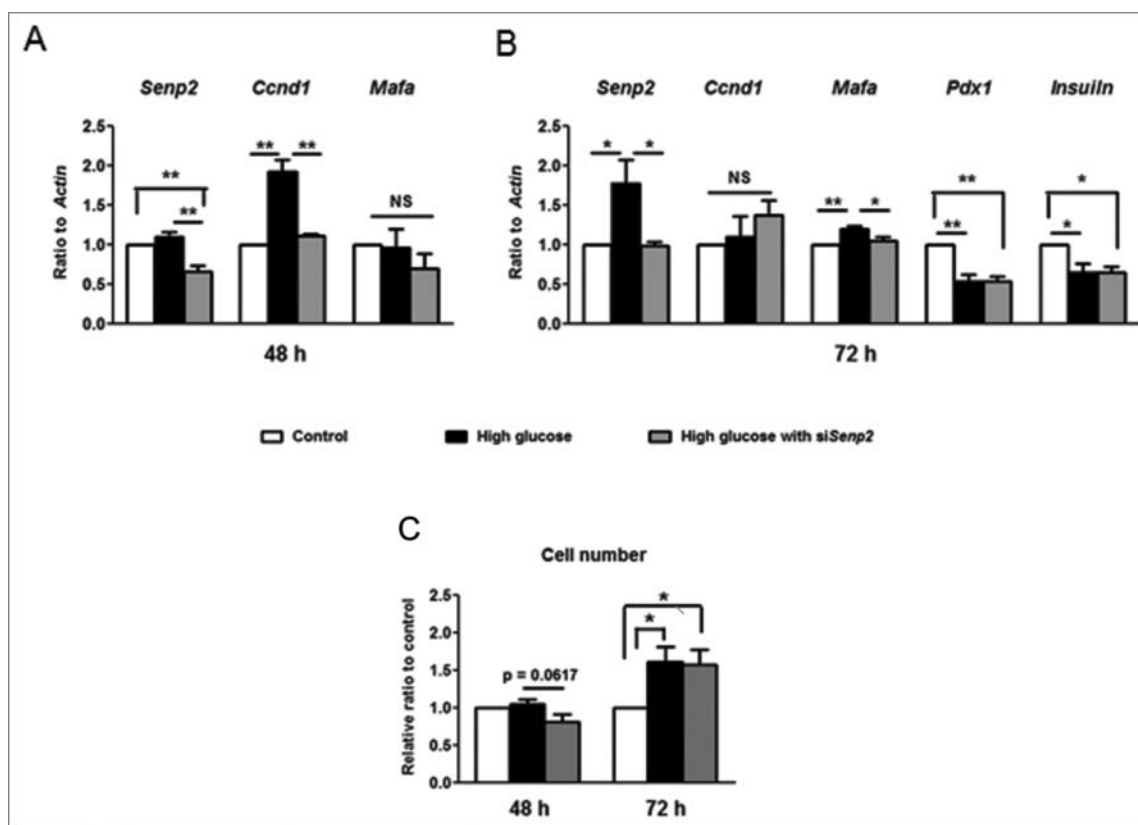 A
Senp2 Ccnd1 Mafa
Ratio to Actin
2.5
2.0
1.5
1.0
0.5
0.0
** ** ** ** NS
48 h
B
Senp2 Ccnd1 Mafa Pdx1 Insuiln
Ratio to Actin
2.5
2.0
1.5
1.0
0.5
0.0
* * NS ** * ** ** * *
72 h
Control High glucose High glucose with siSenp2
C
Cell number
Relative ratio to control
2.5
2.0
1.5
1.0
0.5
0.0
p = 0.0617
* *
48 h 72 h